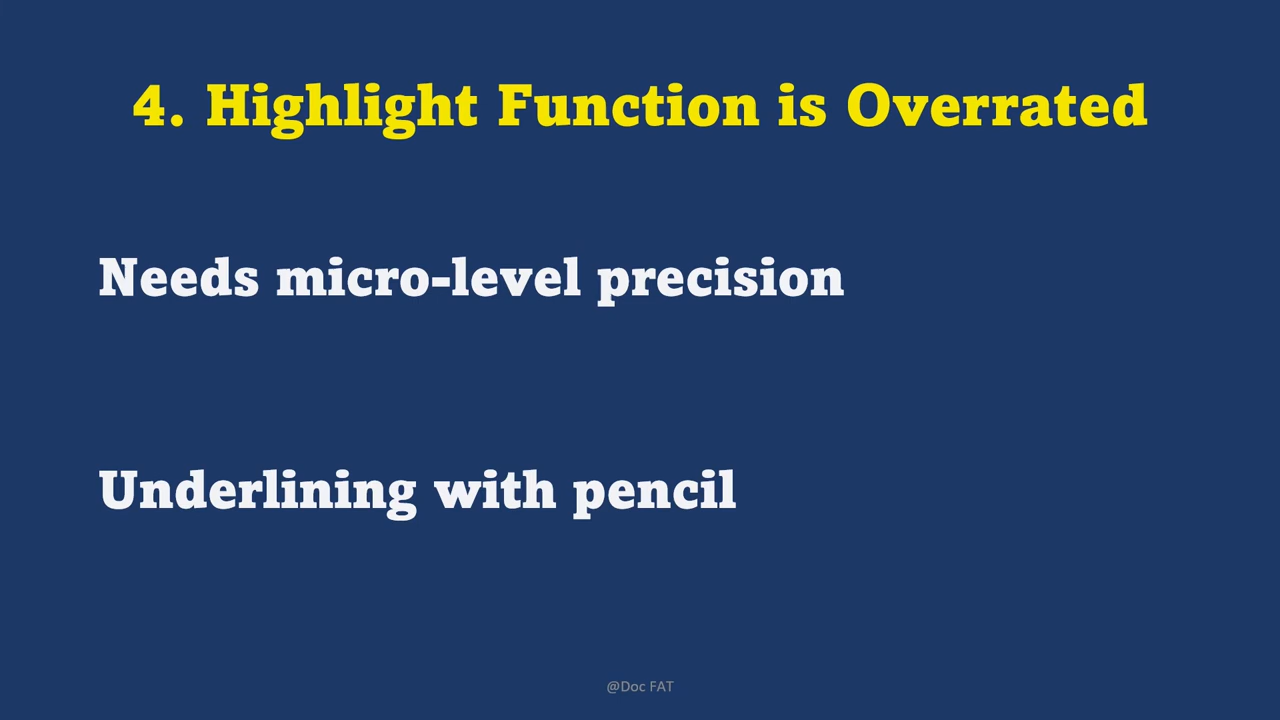 4. Highlight Function is Overrated
Needs micro-level precision
Underlining with pencil
@Doc FAT